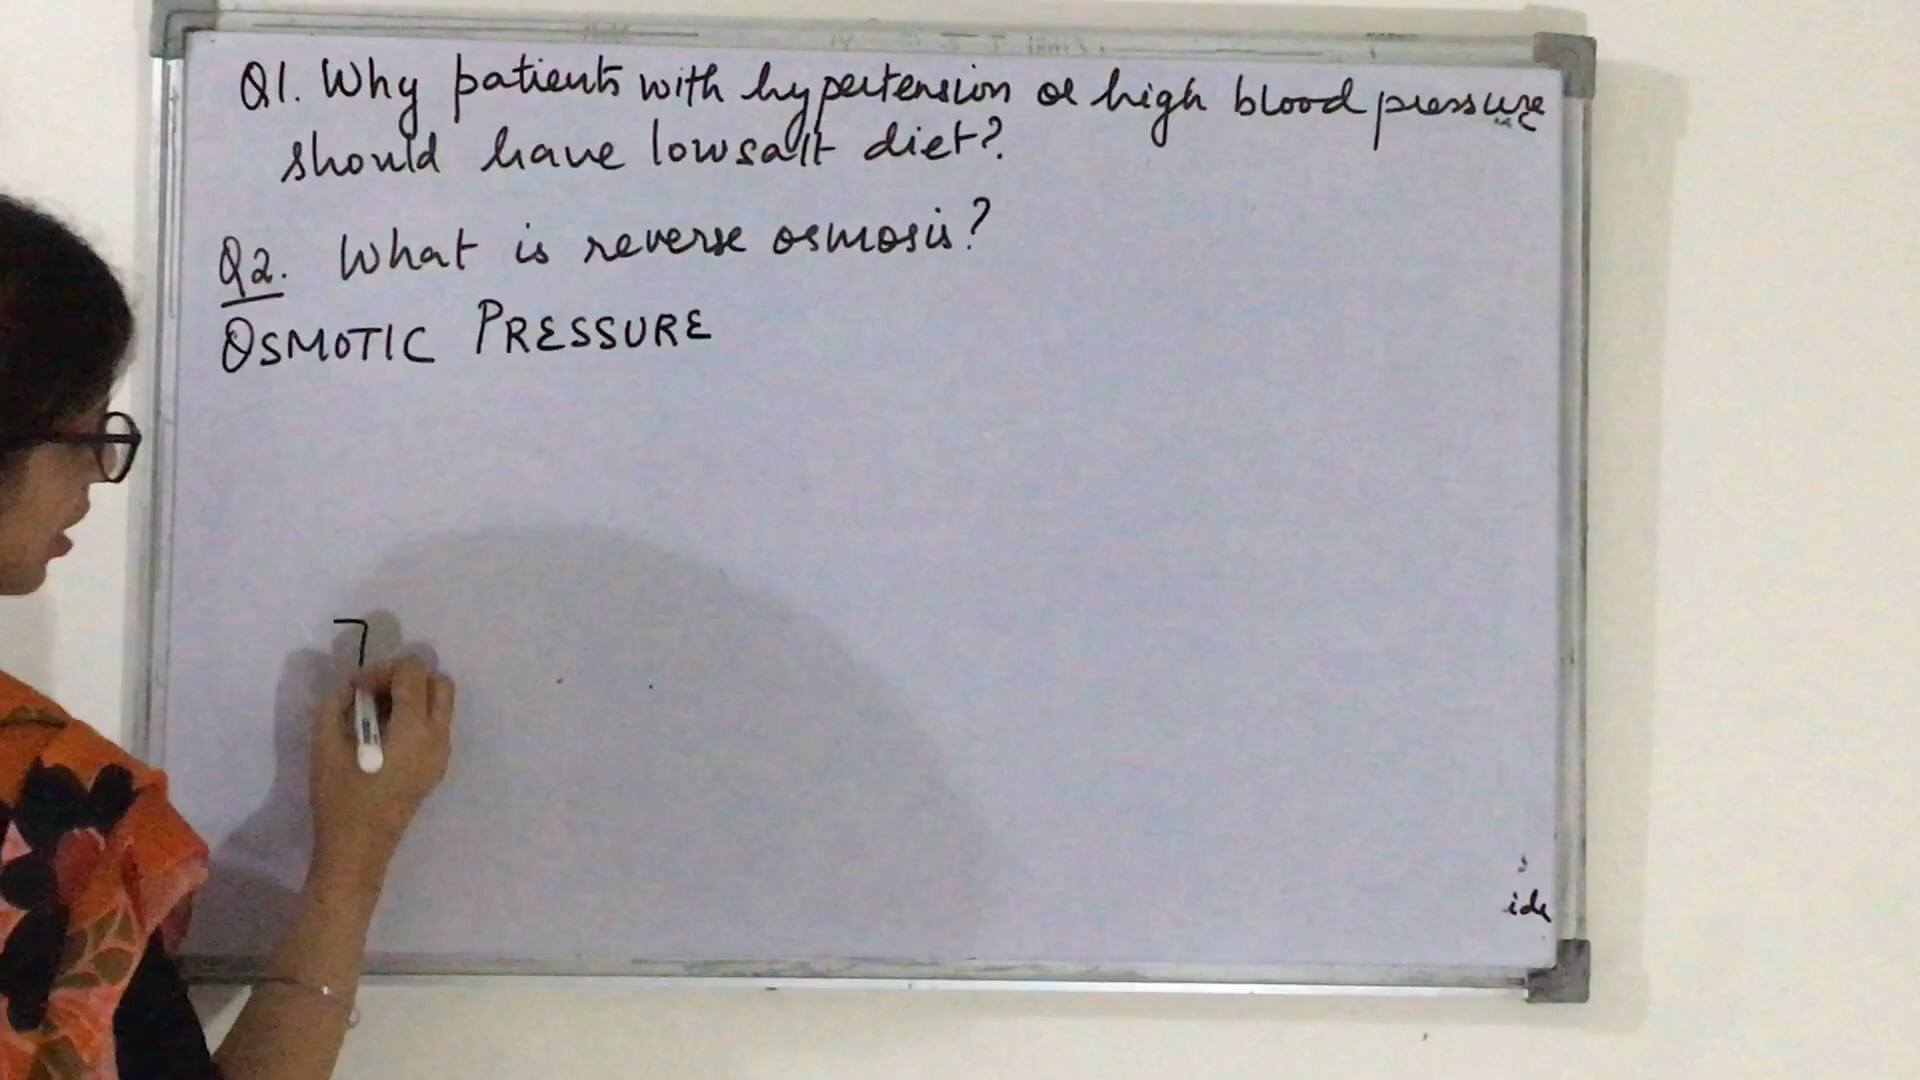 Q1. Why patients with hypertension or high blood pressure
should have low salt diet?
Q2. What is reverse osmosis?
OSMOTIC PRESSURE